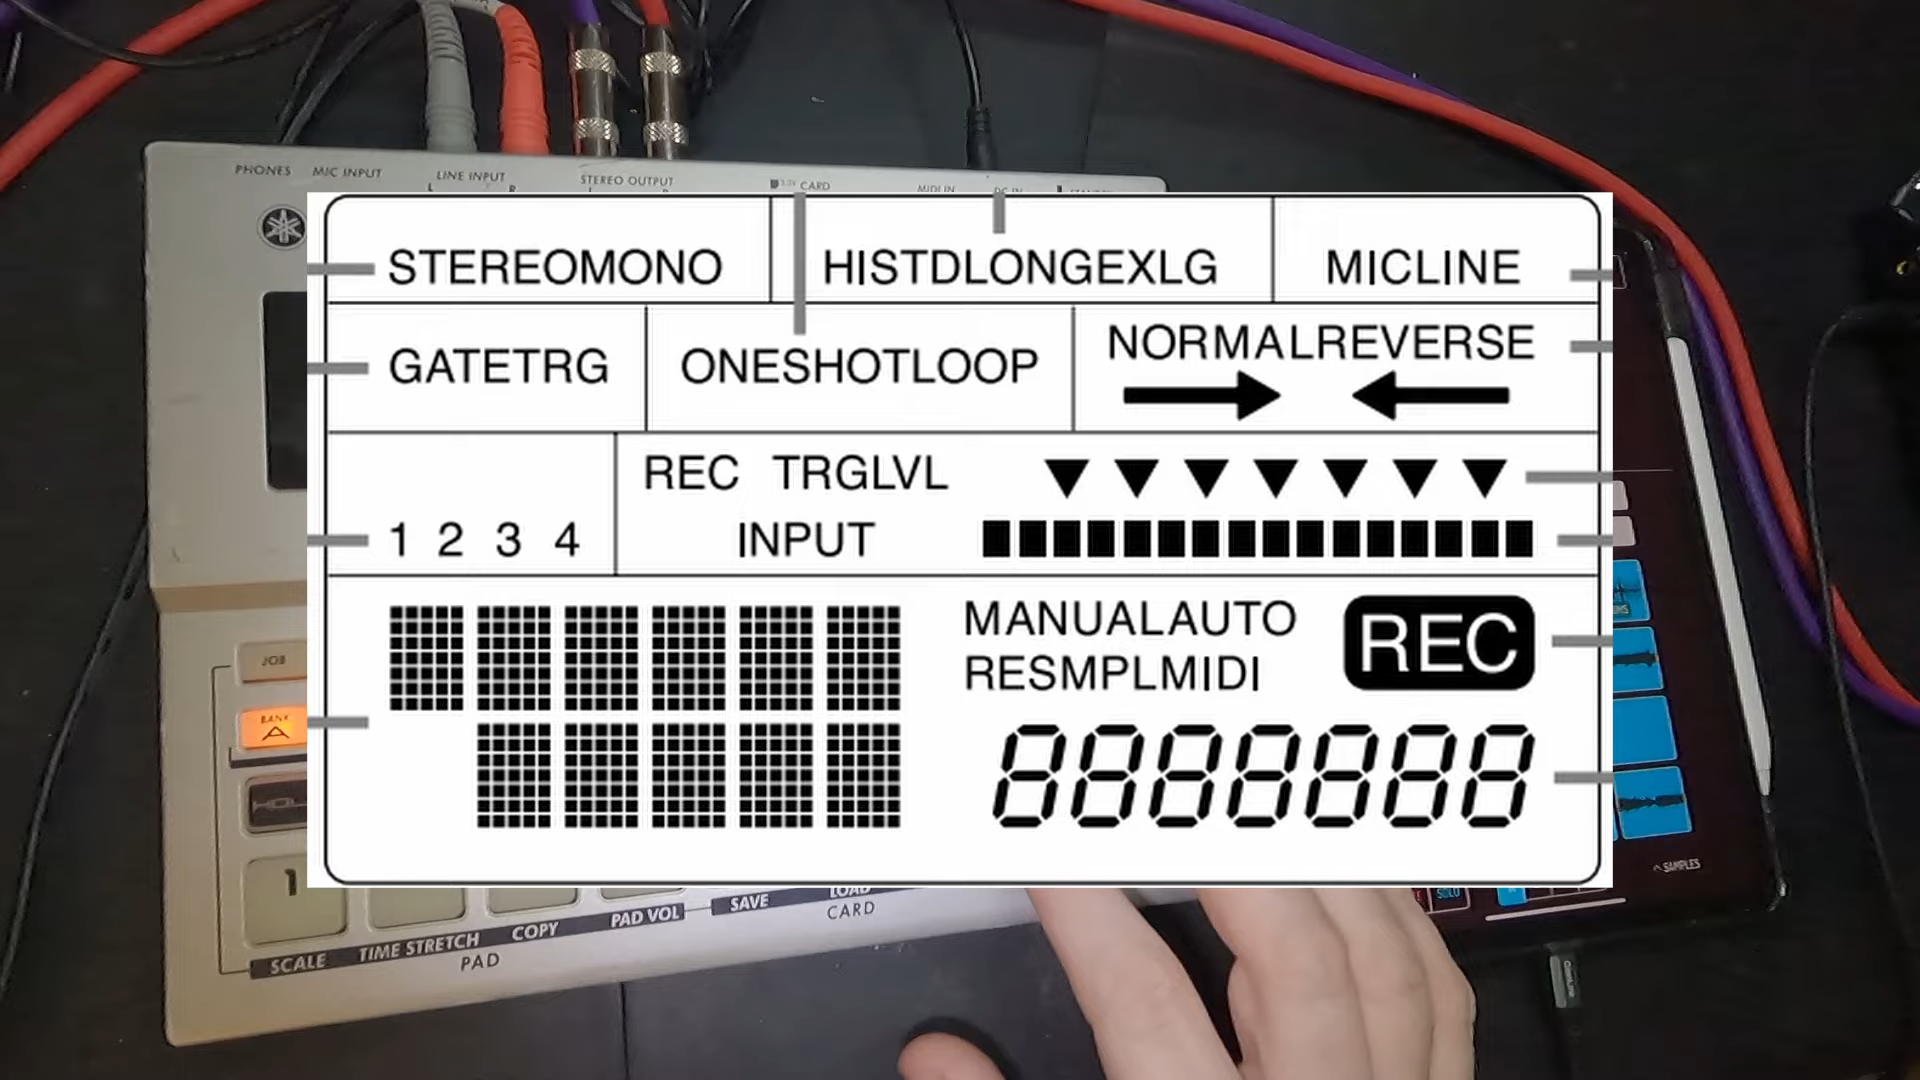 PHONES MIC INPUT LINE INPUT STEREO OUTPUT CARD MIDI IN DC IN
L R
STEREOMONO HISTDLONGEXLG MICLINE
GATETRG ONESHOTLOOP NORMALREVERSE
REC TRGLVL
1 2 3 4 INPUT
MANUALAUTO REC
RESMPLMIDI
8888888
JOB
BANK
A
1
SCALE TIME STRETCH COPY PAD VOL SAVE LOAD
PAD CARD
SAMPLES
SOLO